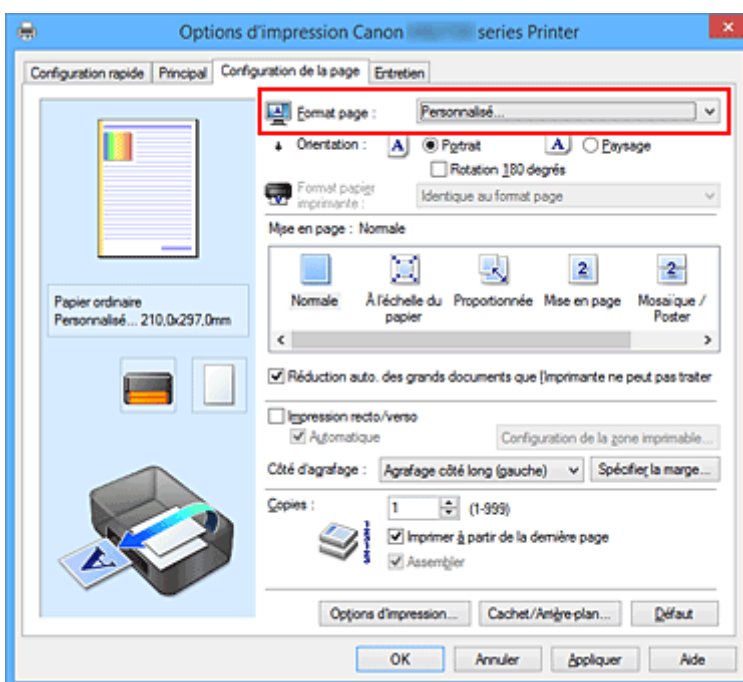 Options d'impression Canon series Printer
Configuration rapide Principal Configuration de la page Entretien
Format page : Personnalisé...
Orientation : A Portrait A Paysage
Rotation 180 degrés
Format papier imprimante : Identique au format page
Mise en page : Normale
Normale À l'échelle du papier Proportionnée Mise en page Mosaïque / Poster
Papier ordinaire
Personnalisé... 210,0x297,0mm
Réduction auto. des grands documents que l'imprimante ne peut pas traiter
Impression recto/verso
Automatique Configuration de la zone imprimable...
Côté d'agrafage : Agrafage côté long (gauche) Spécifier la marge...
Copies : 1 (1-999)
Imprimer à partir de la dernière page
Assembler
Options d'impression... Cachet/Arrière-plan... Défaut
OK Annuler Appliquer Aide